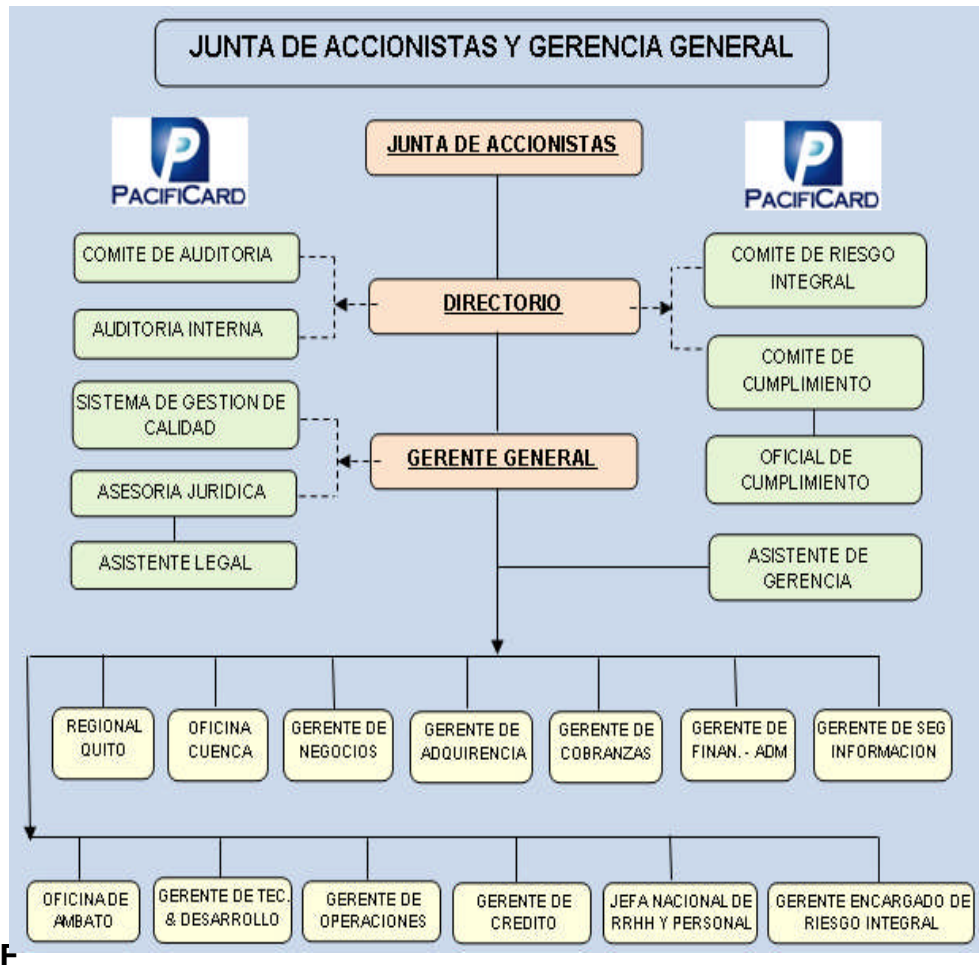 JUNTA DE ACCIONISTAS Y GERENCIA GENERAL
PACIFICARD
JUNTA DE ACCIONISTAS
PACIFICARD
COMITE DE AUDITORIA
COMITE DE RIESGO
INTEGRAL
DIRECTORIO
AUDITORIA INTERNA
COMITE DE
CUMPLIMIENTO
SISTEMA DE GESTION DE
CALIDAD
GERENTE GENERAL
OFICIAL DE
CUMPLIMIENTO
ASESORIA JURIDICA
ASISTENTE LEGAL
ASISTENTE DE
GERENCIA
REGIONAL
QUITO
OFICINA
CUENCA
GERENTE DE
NEGOCIOS
GERENTE DE
ADQUIRENCIA
GERENTE DE
COBRANZAS
GERENTE DE
FINAN. - ADM
GERENTE DE SEG
INFORMACION
OFICINA DE
AMBATO
GERENTE DE TEC.
& DESARROLLO
GERENTE DE
OPERACIONES
GERENTE DE
CREDITO
JEFA NACIONAL DE
RRHH Y PERSONAL
GERENTE ENCARGADO DE
RIESGO INTEGRAL